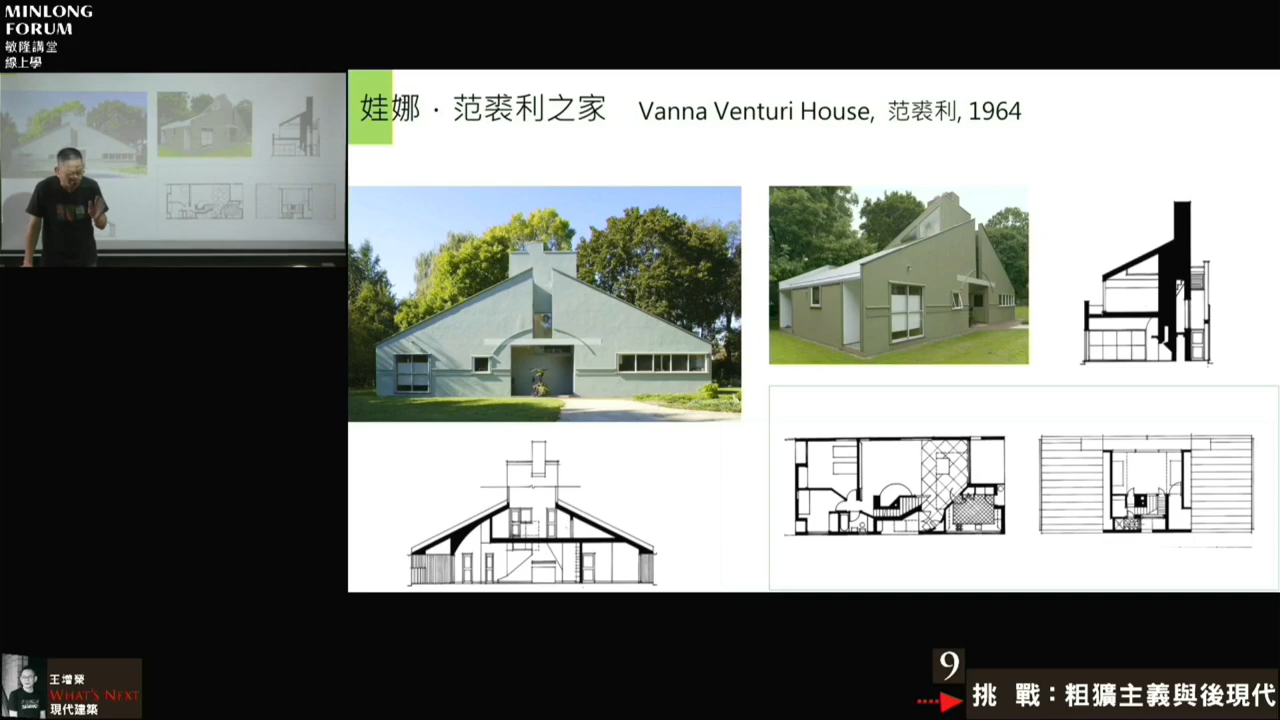 MINLONG
FORUM
敏隆講堂
線上學
娃娜．范裘利之家 Vanna Venturi House, 范裘利, 1964
王增榮
WHAT'S NEXT
現代建築
9
挑 戰：粗獷主義與後現代